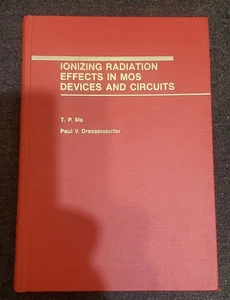 IONIZING RADIATION
EFFECTS IN MOS
DEVICES AND CIRCUITS
T. P. Ma
Paul V. Dressendorfer